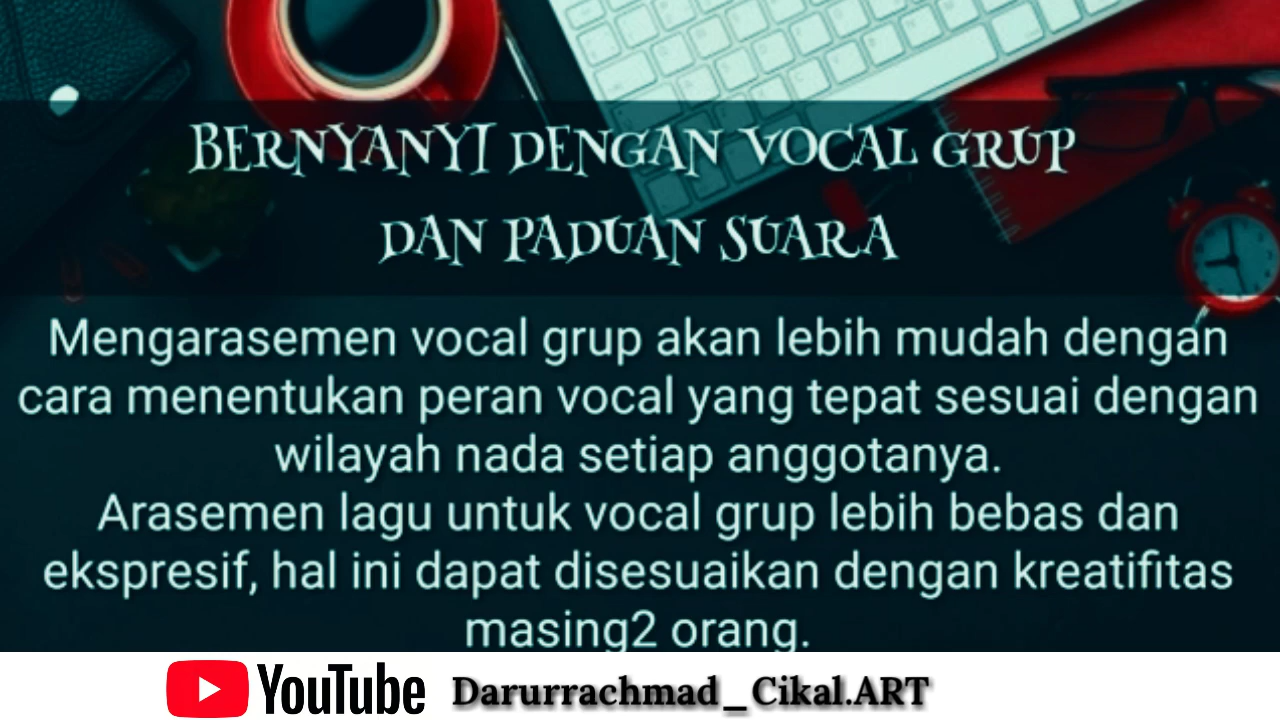 BERNYANYI DENGAN VOCAL GRUP
DAN PADUAN SUARA
Mengarasemen vocal grup akan lebih mudah dengan
cara menentukan peran vocal yang tepat sesuai dengan
wilayah nada setiap anggotanya.
Arasemen lagu untuk vocal grup lebih bebas dan
ekspresif, hal ini dapat disesuaikan dengan kreatifitas
masing2 orang.
YouTube Darurrachmad_Cikal.ART